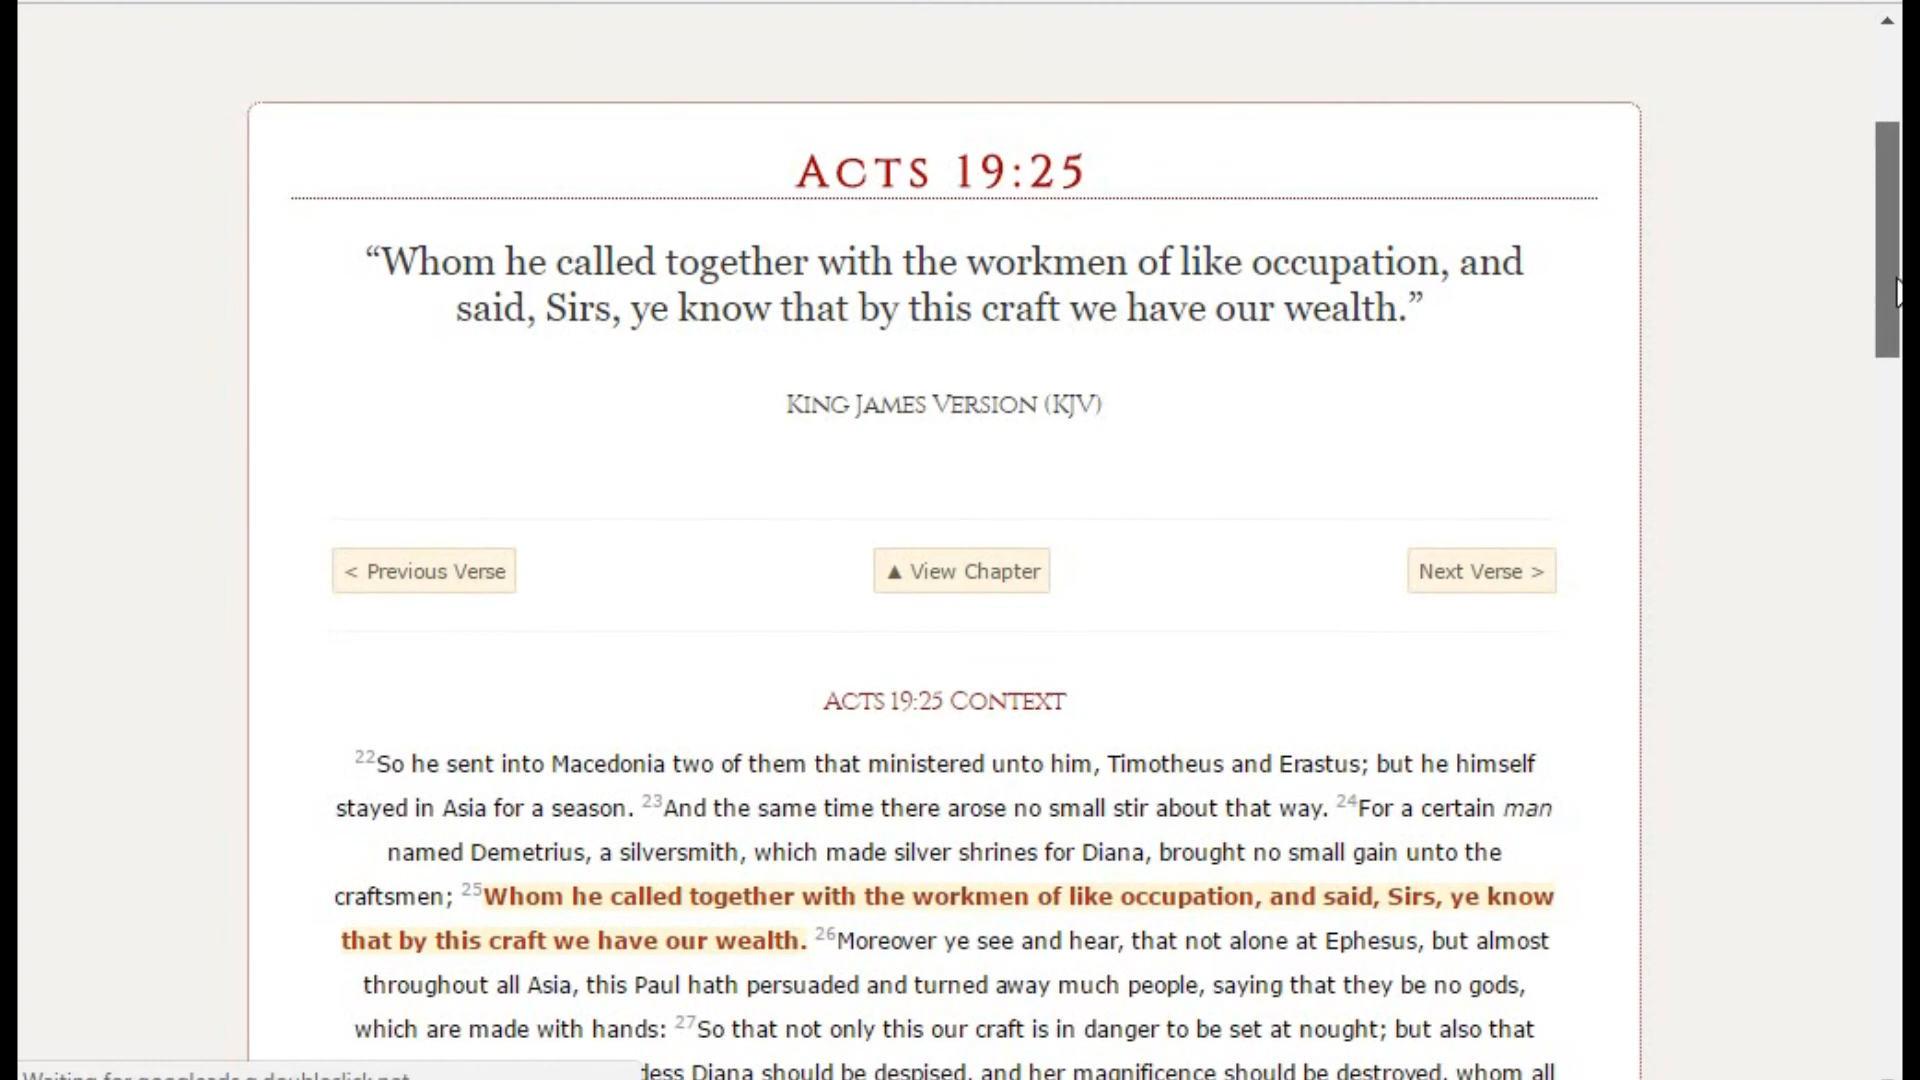 ACTS 19:25
“Whom he called together with the workmen of like occupation, and
said, Sirs, ye know that by this craft we have our wealth.”
KING JAMES VERSION (KJV)
< Previous Verse
▲ View Chapter
Next Verse >
ACTS 19:25 CONTEXT
22So he sent into Macedonia two of them that ministered unto him, Timotheus and Erastus; but he himself
stayed in Asia for a season. 23And the same time there arose no small stir about that way. 24For a certain man
named Demetrius, a silversmith, which made silver shrines for Diana, brought no small gain unto the
craftsmen; 25Whom he called together with the workmen of like occupation, and said, Sirs, ye know
that by this craft we have our wealth. 26Moreover ye see and hear, that not alone at Ephesus, but almost
throughout all Asia, this Paul hath persuaded and turned away much people, saying that they be no gods,
which are made with hands: 27So that not only this our craft is in danger to be set at nought; but also that
Diana should be despised, and her magnificence should be destroyed, whom all
Waiting for